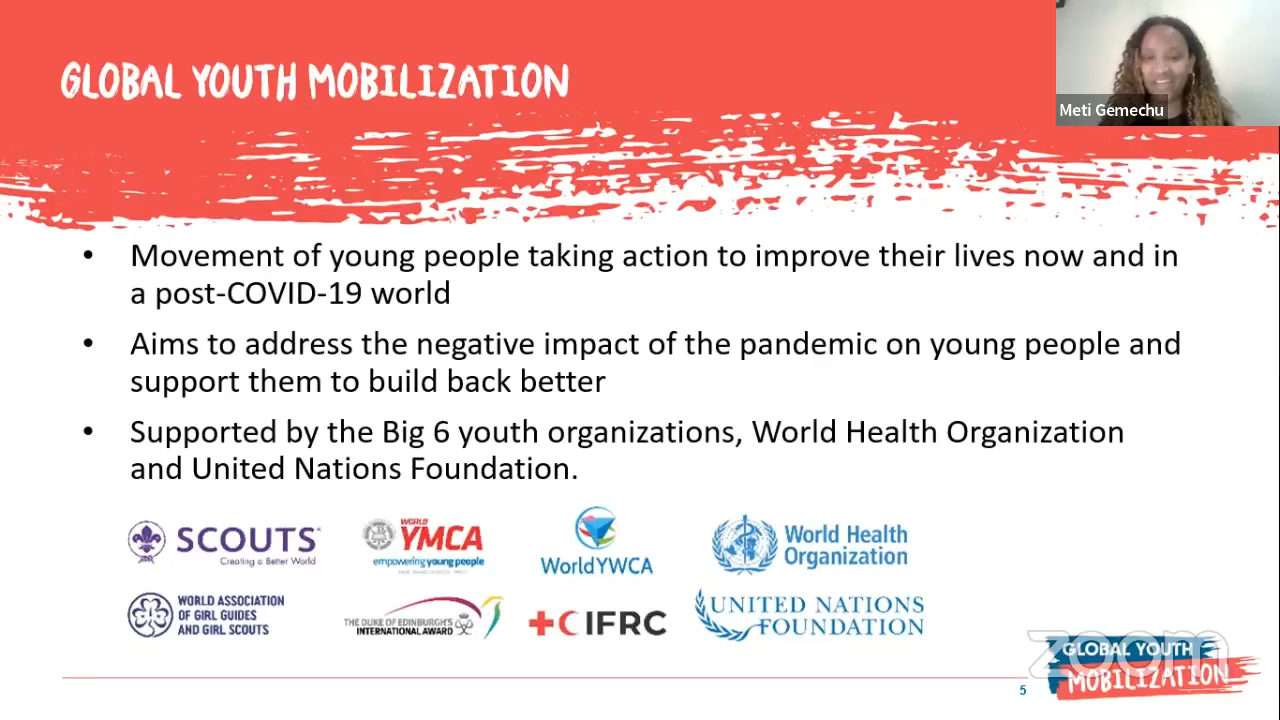 GLOBAL YOUTH MOBILIZATION
Meti Gemechu
• Movement of young people taking action to improve their lives now and in
a post-COVID-19 world
• Aims to address the negative impact of the pandemic on young people and
support them to build back better
• Supported by the Big 6 youth organizations, World Health Organization
and United Nations Foundation.
SCOUTS
Creating a Better World
WORLD
YMCA
empowering young people
WorldYWCA
World Health
Organization
WORLD ASSOCIATION
OF GIRL GUIDES
AND GIRL SCOUTS
THE DUKE OF EDINBURGH'S
INTERNATIONAL AWARD
IFRC
UNITED NATIONS
FOUNDATION
zoom
GLOBAL YOUTH
MOBILIZATION
5